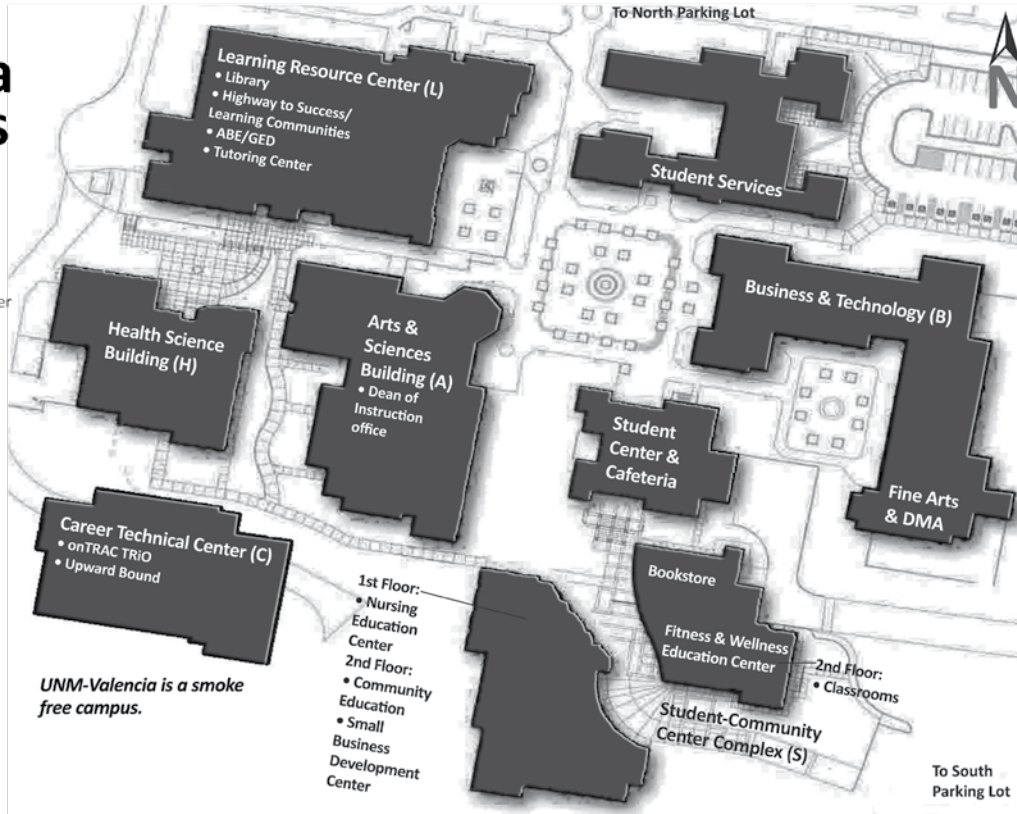 To North Parking Lot
N
a
s
er
Learning Resource Center (L)
• Library
• Highway to Success/
Learning Communities
• ABE/GED
• Tutoring Center
Student Services
Business & Technology (B)
Health Science
Building (H)
Arts &
Sciences
Building (A)
• Dean of
Instruction
office
Student
Center &
Cafeteria
Fine Arts
& DMA
Career Technical Center (C)
• onTRAC TRiO
• Upward Bound
1st Floor:
• Nursing
Education
Center
2nd Floor:
• Community
Education
• Small
Business
Development
Center
Bookstore
Fitness & Wellness
Education Center
2nd Floor:
• Classrooms
Student-Community
Center Complex (S)
UNM-Valencia is a smoke
free campus.
To South
Parking Lot